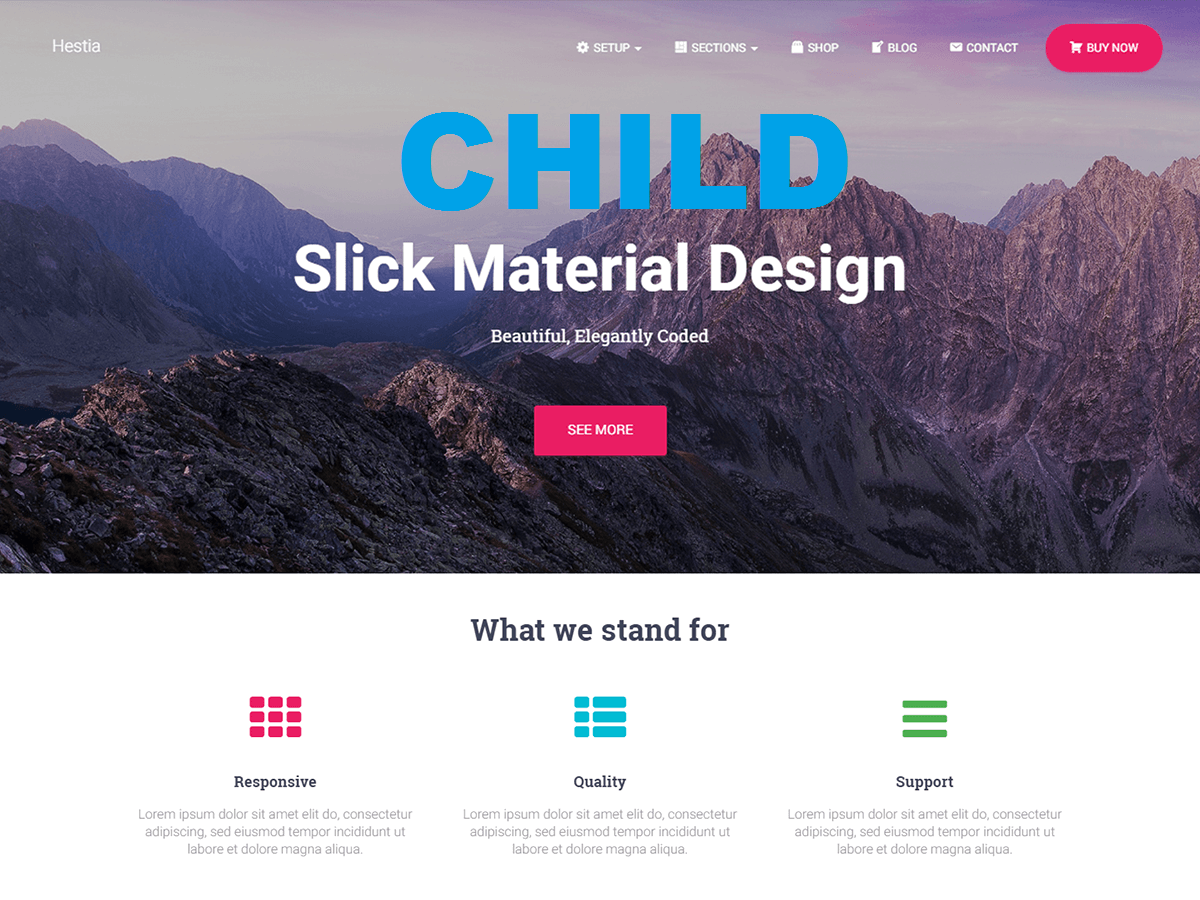 Hestia
SETUP
SECTIONS
SHOP
BLOG
CONTACT
BUY NOW
CHILD
Slick Material Design
Beautiful, Elegantly Coded
SEE MORE
What we stand for
Responsive
Lorem ipsum dolor sit amet elit do, consectetur
adipiscing, sed eiusmod tempor incididunt ut
labore et dolore magna aliqua.
Quality
Lorem ipsum dolor sit amet elit do, consectetur
adipiscing, sed eiusmod tempor incididunt ut
labore et dolore magna aliqua.
Support
Lorem ipsum dolor sit amet elit do, consectetur
adipiscing, sed eiusmod tempor incididunt ut
labore et dolore magna aliqua.